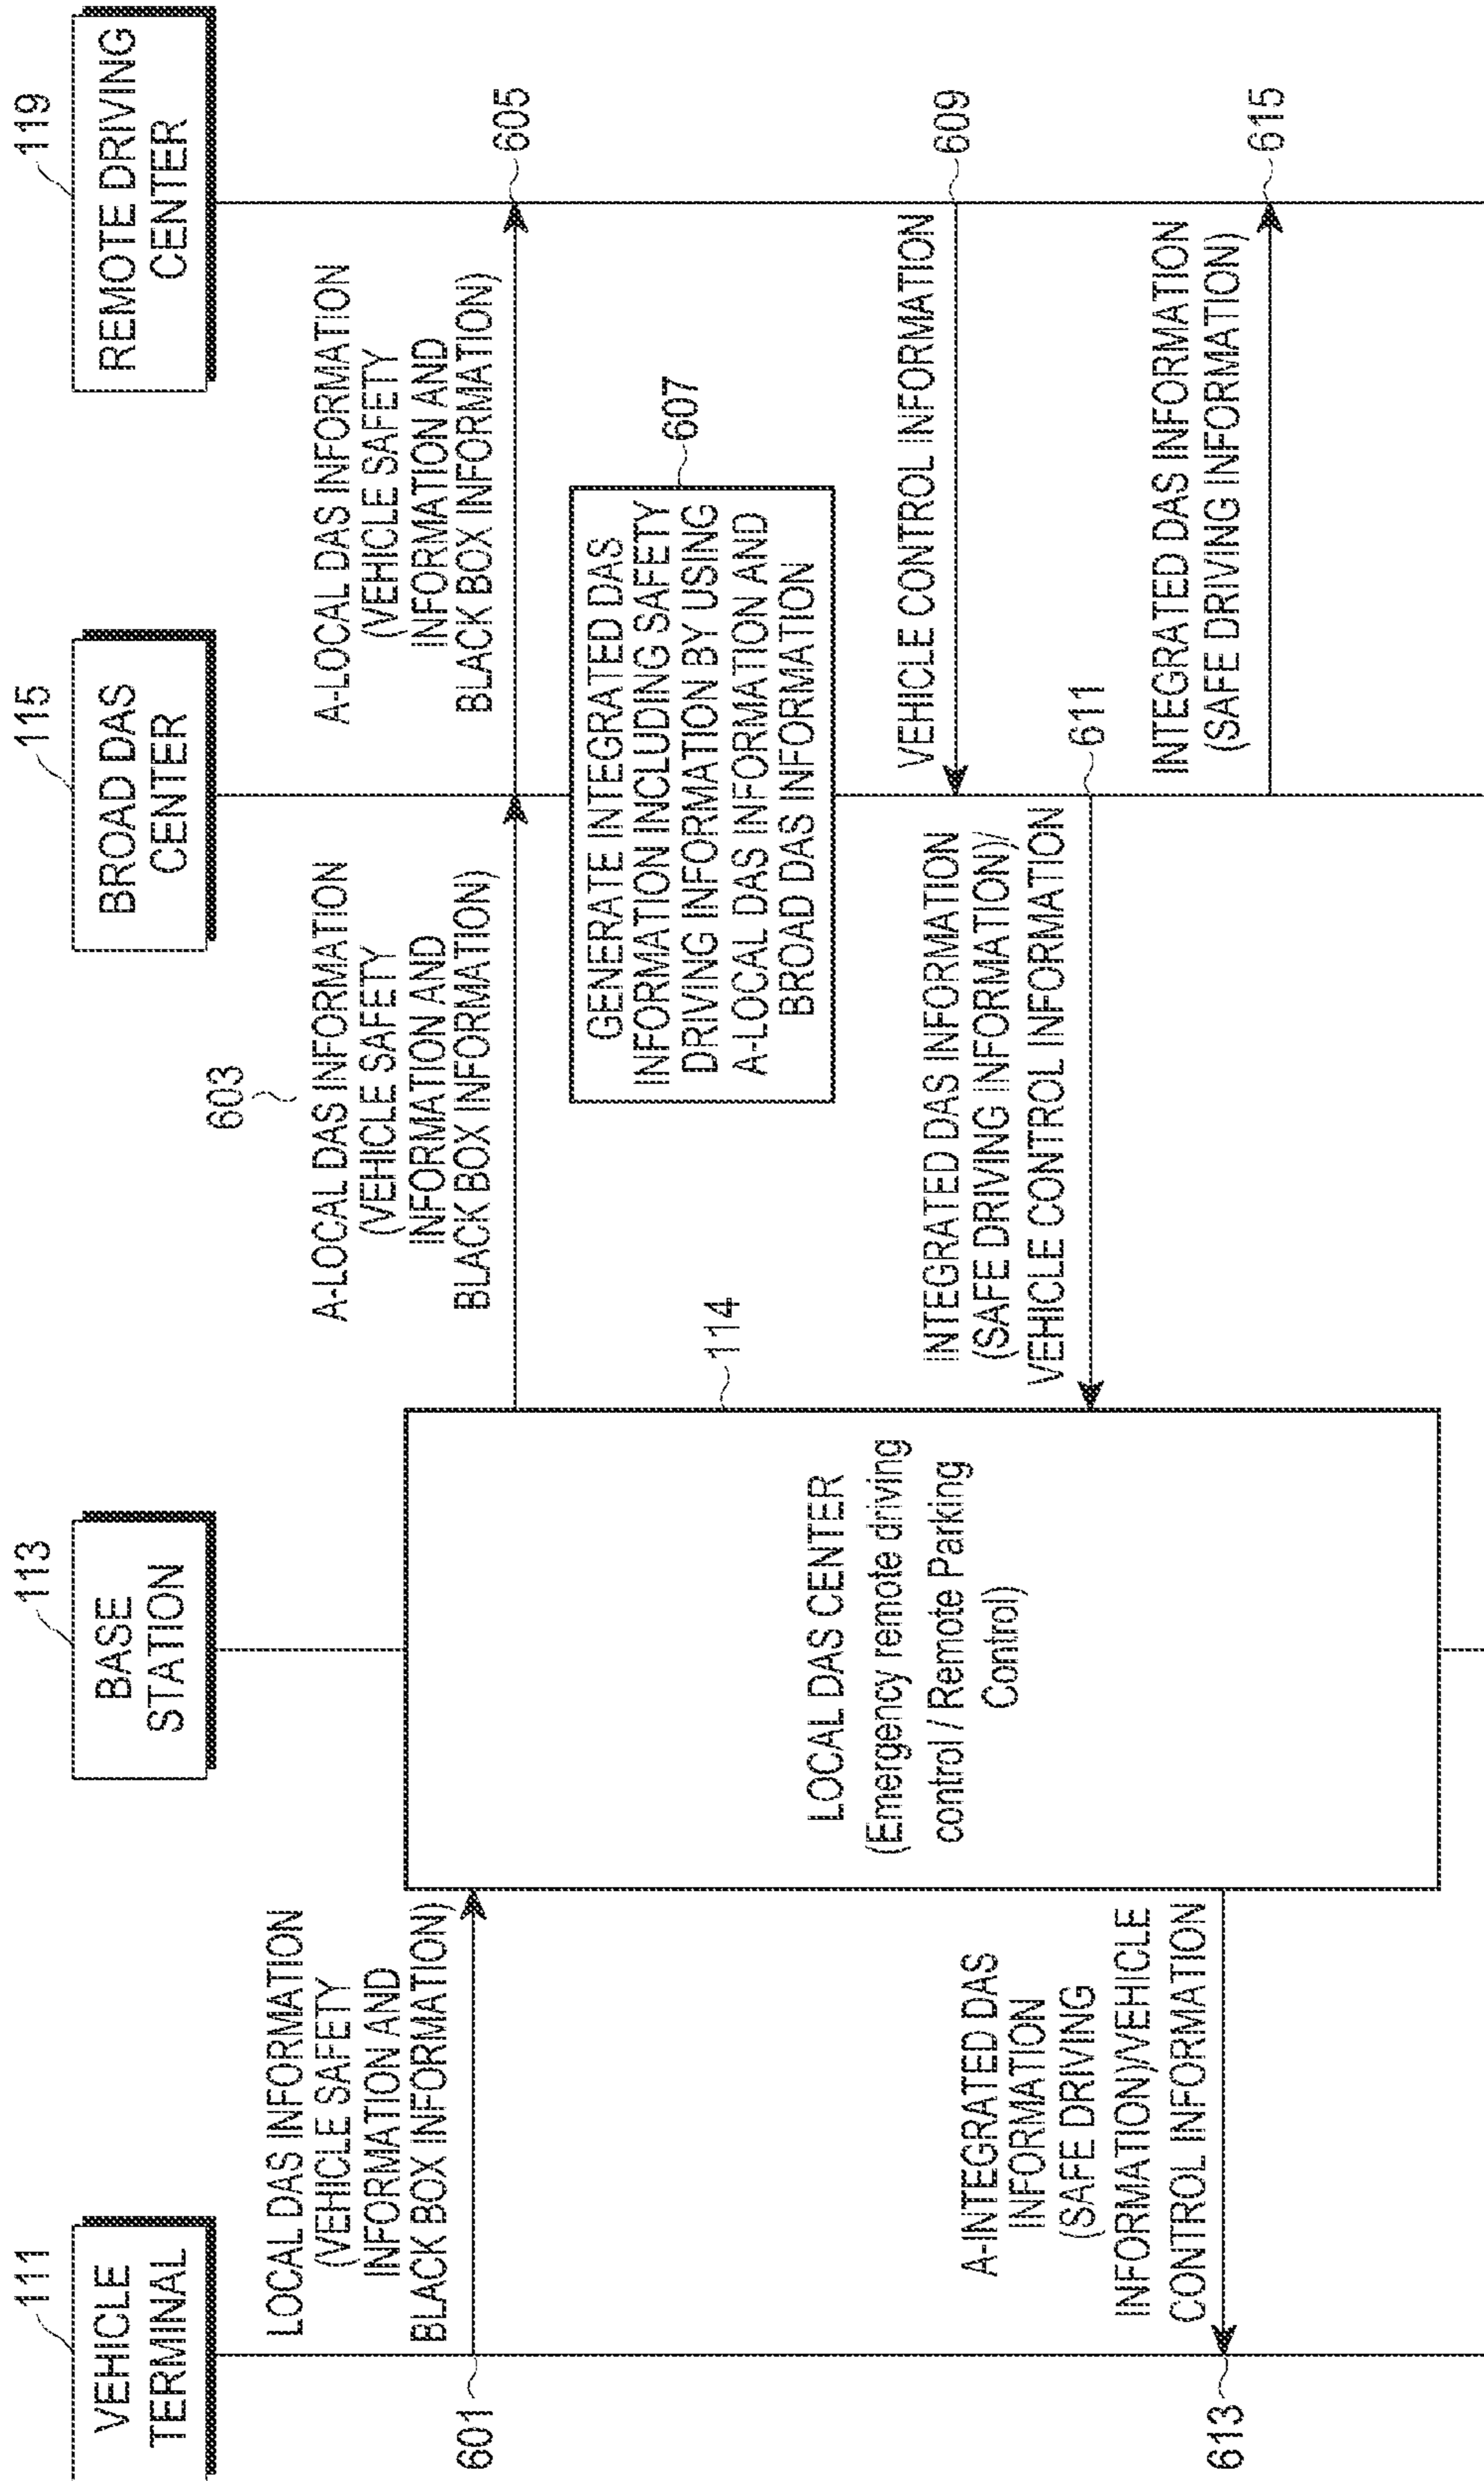 111
VEHICLE
TERMINAL
113
BASE
STATION
115
BROAD DAS
CENTER
119
REMOTE DRIVING
CENTER
LOCAL DAS INFORMATION
(VEHICLE SAFETY
INFORMATION AND
BLACK BOX INFORMATION)
601
603
A-LOCAL DAS INFORMATION
(VEHICLE SAFETY
INFORMATION AND
BLACK BOX INFORMATION)
A-LOCAL DAS INFORMATION
(VEHICLE SAFETY
INFORMATION AND
BLACK BOX INFORMATION)
605
GENERATE INTEGRATED DAS
INFORMATION INCLUDING SAFETY
DRIVING INFORMATION BY USING
A-LOCAL DAS INFORMATION AND
BROAD DAS INFORMATION
607
114
LOCAL DAS CENTER
(Emergency remote driving
control / Remote Parking
Control)
VEHICLE CONTROL INFORMATION
609
INTEGRATED DAS INFORMATION
(SAFE DRIVING INFORMATION)/
VEHICLE CONTROL INFORMATION
611
A-INTEGRATED DAS
INFORMATION
(SAFE DRIVING
INFORMATION)/VEHICLE
CONTROL INFORMATION
613
INTEGRATED DAS INFORMATION
(SAFE DRIVING INFORMATION)
615